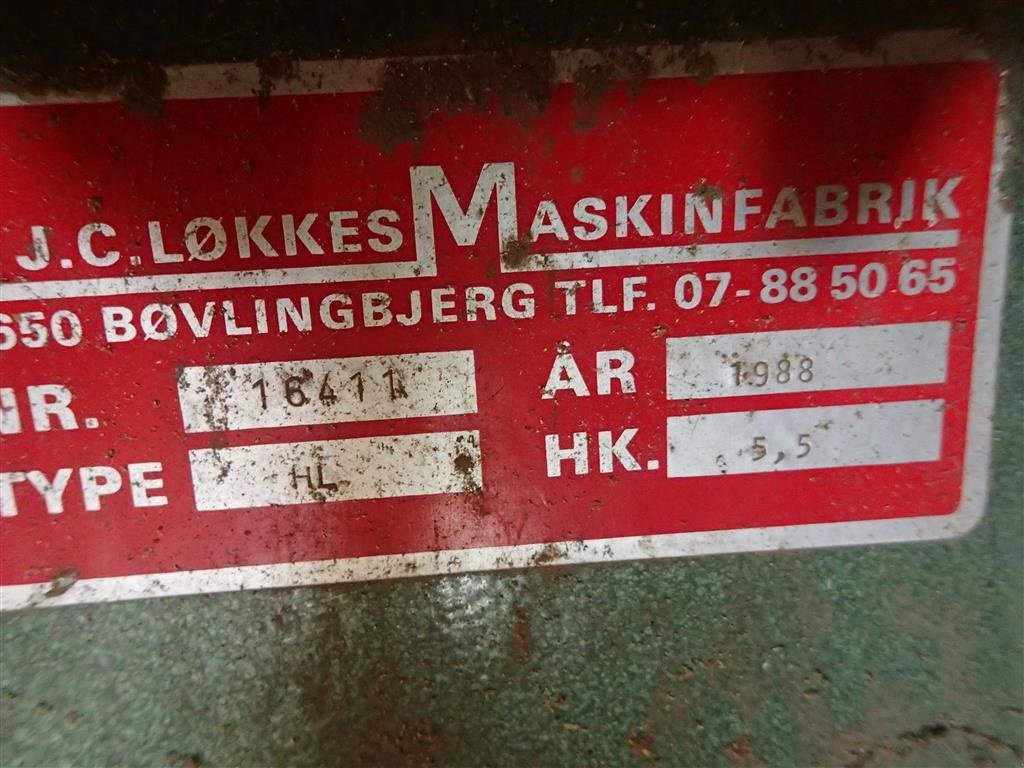 J.C. LØKKES MASKINFABRIK
650 BØVLINGBJERG TLF. 07-88 50 65
NR. 16411 ÅR 1988
TYPE HL HK. 5,5